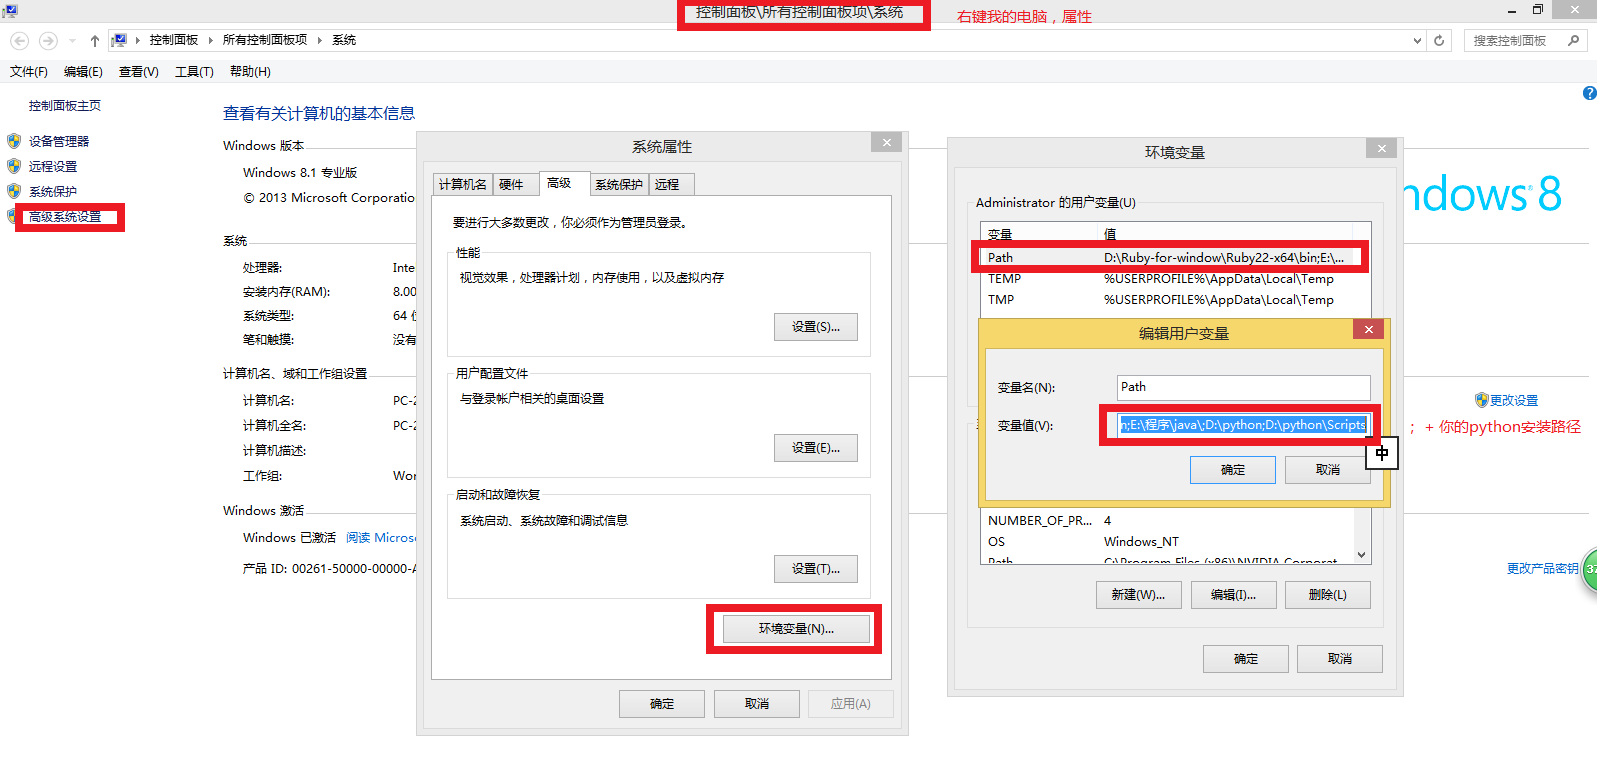 控制面板\所有控制面板项\系统
右键我的电脑，属性
控制面板 所有控制面板项 系统
搜索控制面板
文件(F) 编辑(E) 查看(V) 工具(T) 帮助(H)
控制面板主页
设备管理器
远程设置
系统保护
高级系统设置
查看有关计算机的基本信息
Windows 版本
Windows 8.1 专业版
© 2013 Microsoft Corporatio
系统
处理器: Inte
安装内存(RAM): 8.00
系统类型: 64
笔和触摸: 没有
计算机名、域和工作组设置
计算机名: PC-2
计算机全名: PC-2
计算机描述:
工作组: Wor
Windows 激活
Windows 已激活 阅读 Micros
产品 ID: 00261-50000-00000-A
系统属性
计算机名 硬件 高级 系统保护 远程
要进行大多数更改，你必须作为管理员登录。
性能
视觉效果，处理器计划，内存使用，以及虚拟内存
设置(S)...
用户配置文件
与登录帐户相关的桌面设置
设置(E)...
启动和故障恢复
系统启动、系统故障和调试信息
设置(T)...
环境变量(N)...
确定 取消 应用(A)
环境变量
Administrator 的用户变量(U)
变量 值
Path D:\Ruby-for-window\Ruby22-x64\bin;E:\...
TEMP %USERPROFILE%\AppData\Local\Temp
TMP %USERPROFILE%\AppData\Local\Temp
编辑用户变量
变量名(N): Path
变量值(V): n;E:\程序\java\;D:\python;D:\python\Scripts
中
确定 取消
NUMBER_OF_PR... 4
OS Windows_NT
Path C:\Program Files (x86)\NVIDIA Corporat
新建(W)... 编辑(I)... 删除(L)
确定 取消
ndows 8
更改设置
；+ 你的python安装路径
更改产品密钥
37